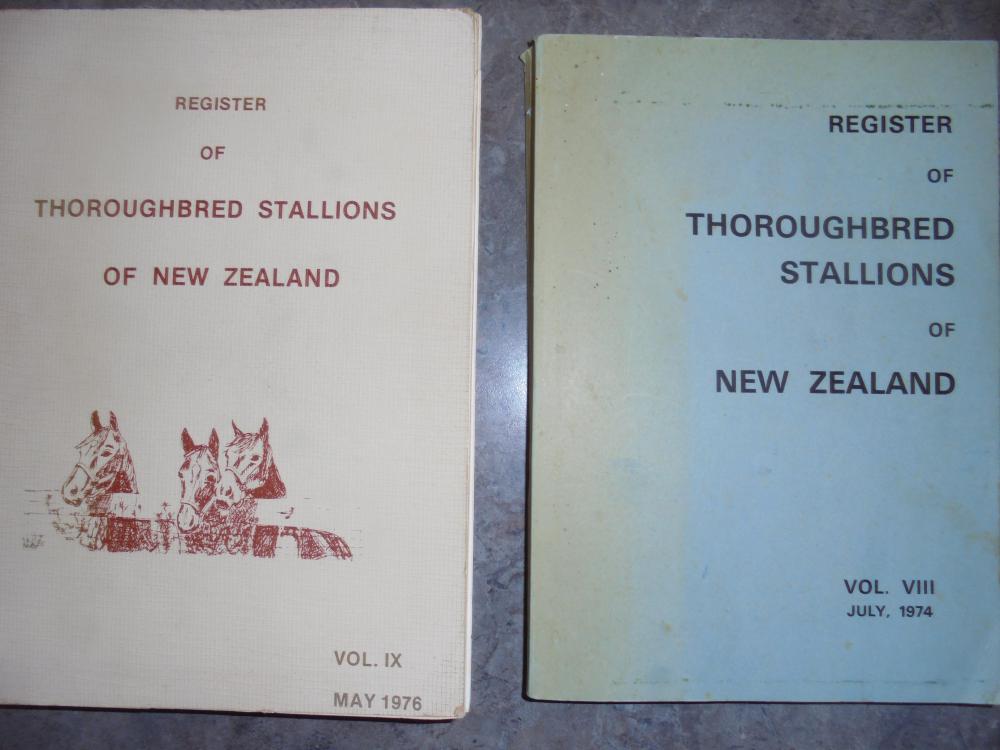 REGISTER
OF
THOROUGHBRED STALLIONS
OF NEW ZEALAND
VOL. IX
MAY 1976
REGISTER
OF
THOROUGHBRED
STALLIONS
OF
NEW ZEALAND
VOL. VIII
JULY, 1974